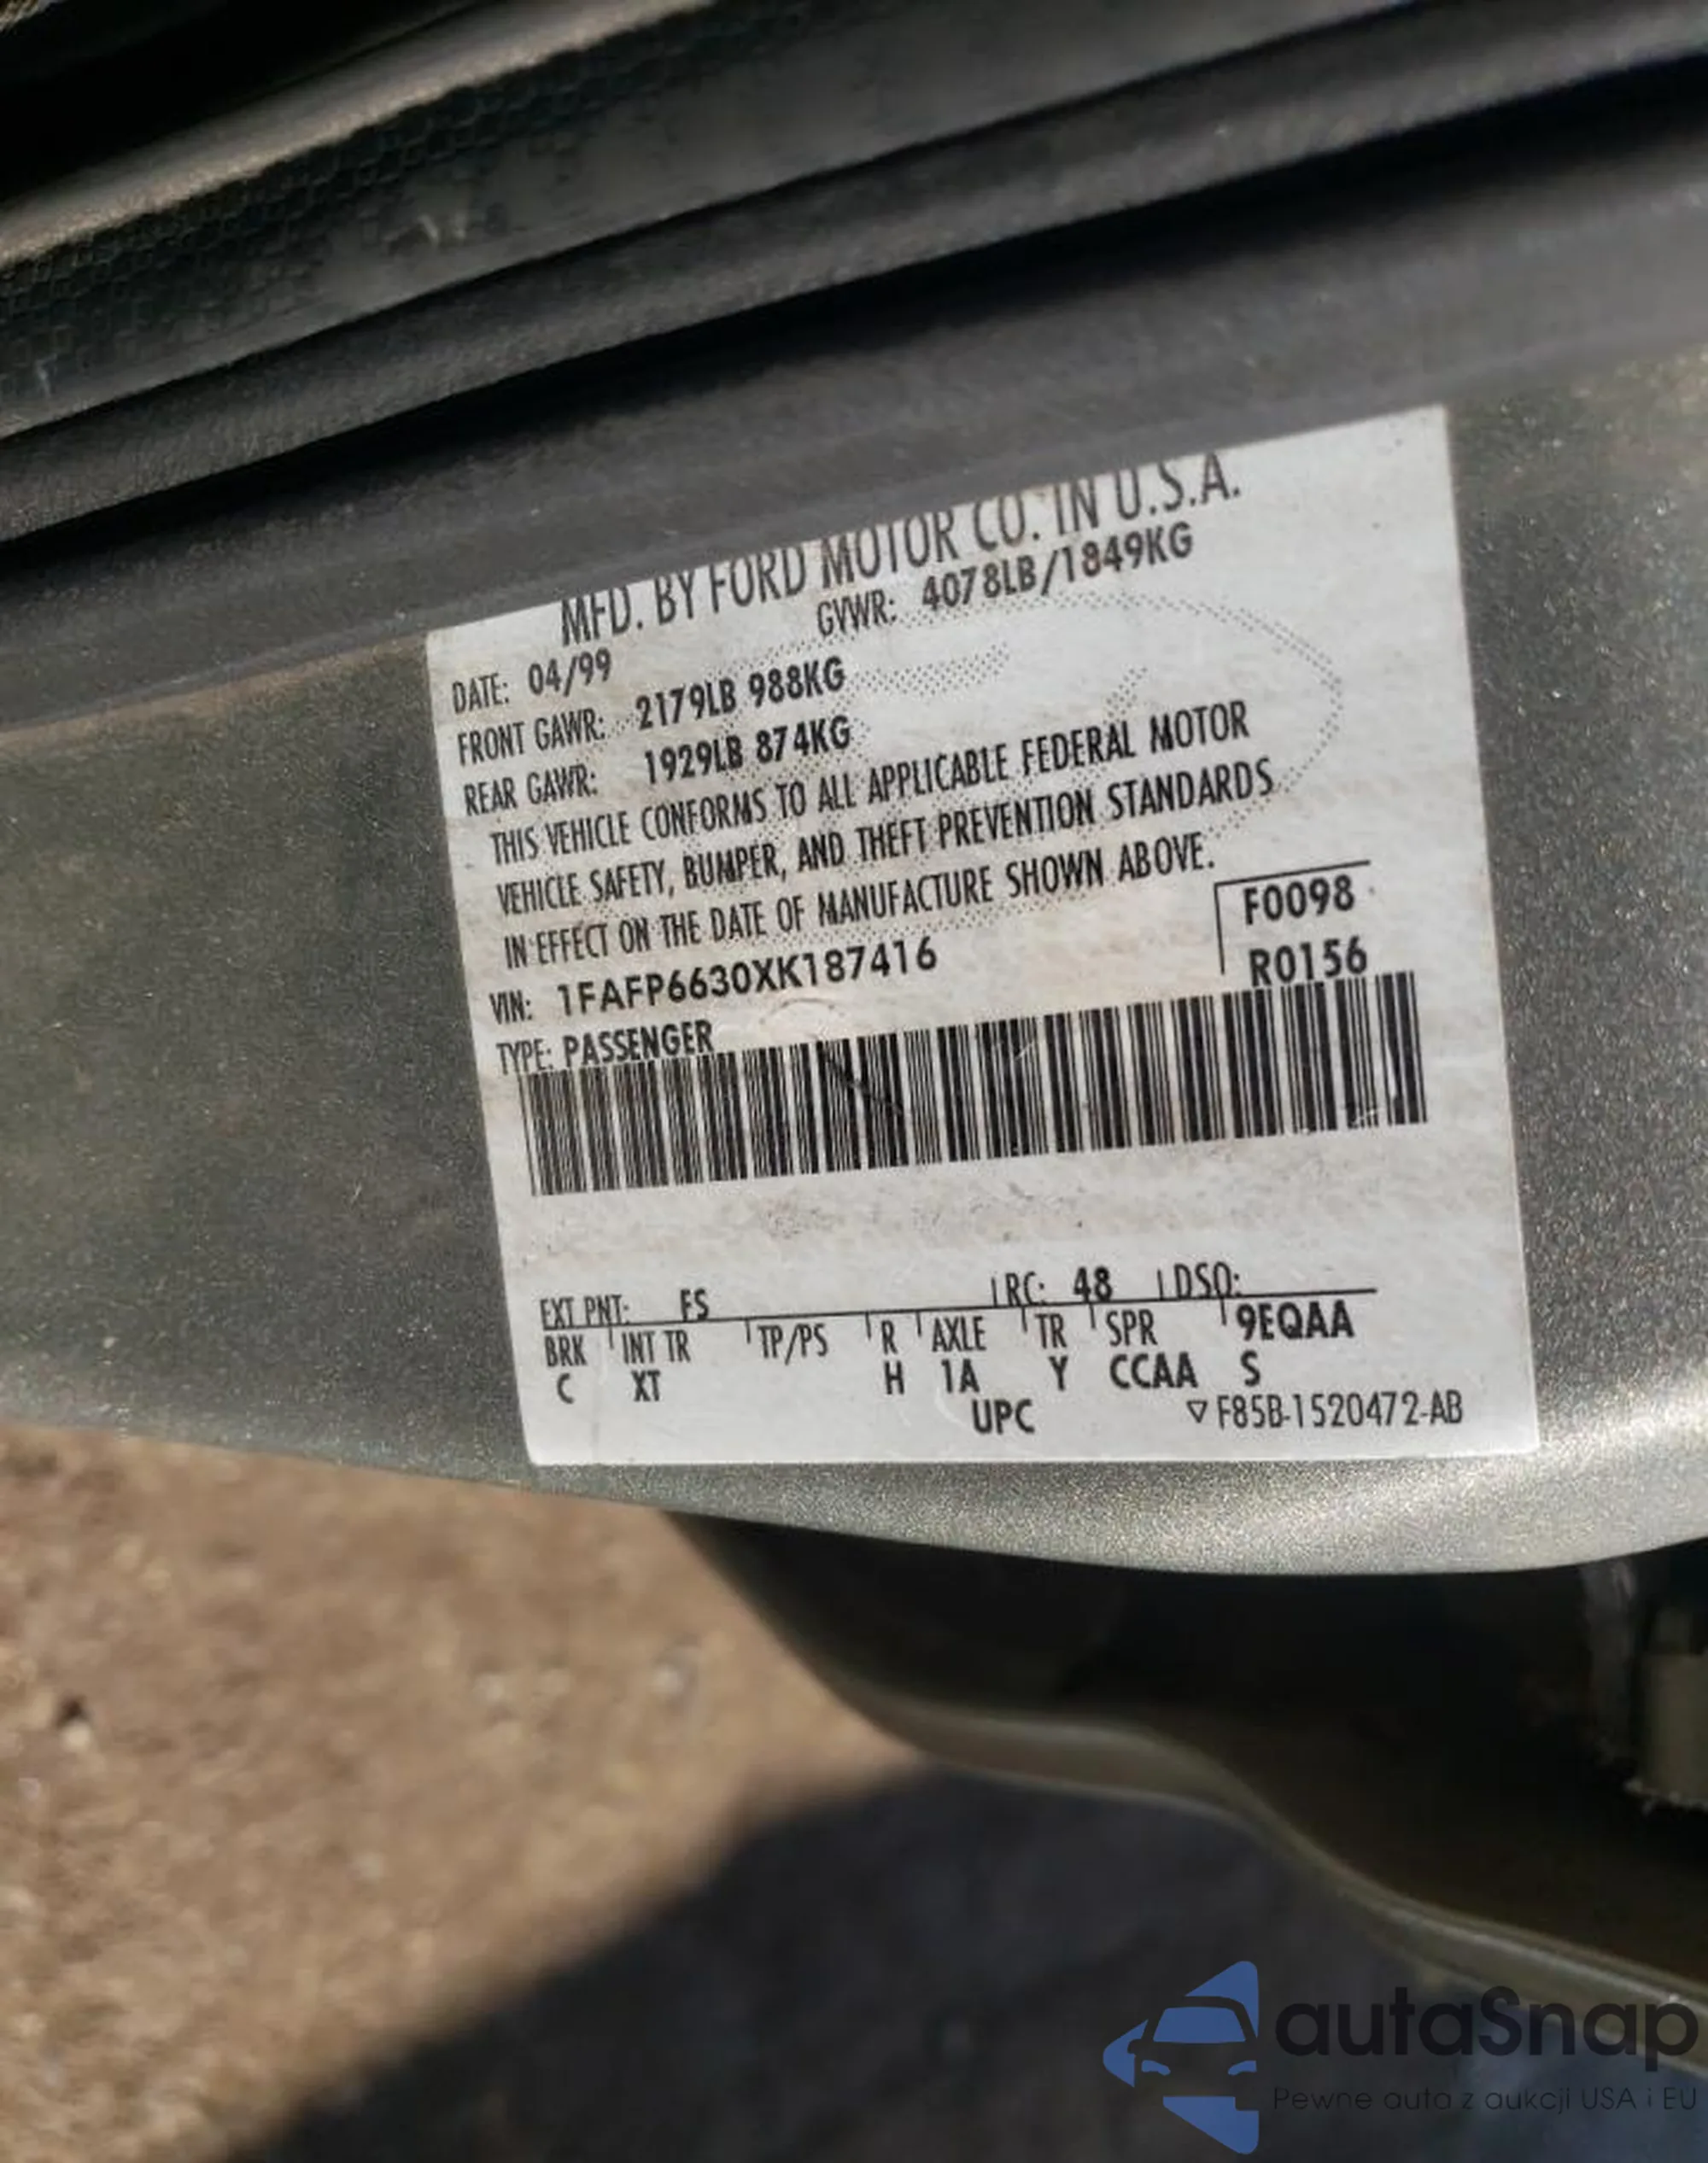 MFD. BY FORD MOTOR CO. IN U.S.A.
DATE: 04/99 GVWR: 4078LB/1849KG
FRONT GAWR: 2179LB 988KG
REAR GAWR: 1929LB 874KG
THIS VEHICLE CONFORMS TO ALL APPLICABLE FEDERAL MOTOR
VEHICLE SAFETY, BUMPER, AND THEFT PREVENTION STANDARDS
IN EFFECT ON THE DATE OF MANUFACTURE SHOWN ABOVE.
F0098
VIN: 1FAFP6630XK187416 R0156
TYPE: PASSENGER
EXT PNT: FS RC: 48 DSO:
BRK INT TR TP/PS R AXLE TR SPR 9EQAA
C XT H 1A Y CCAA S
UPC ▽ F85B-1520472-AB
autaSnap
Pewne auta z aukcji USA i EU